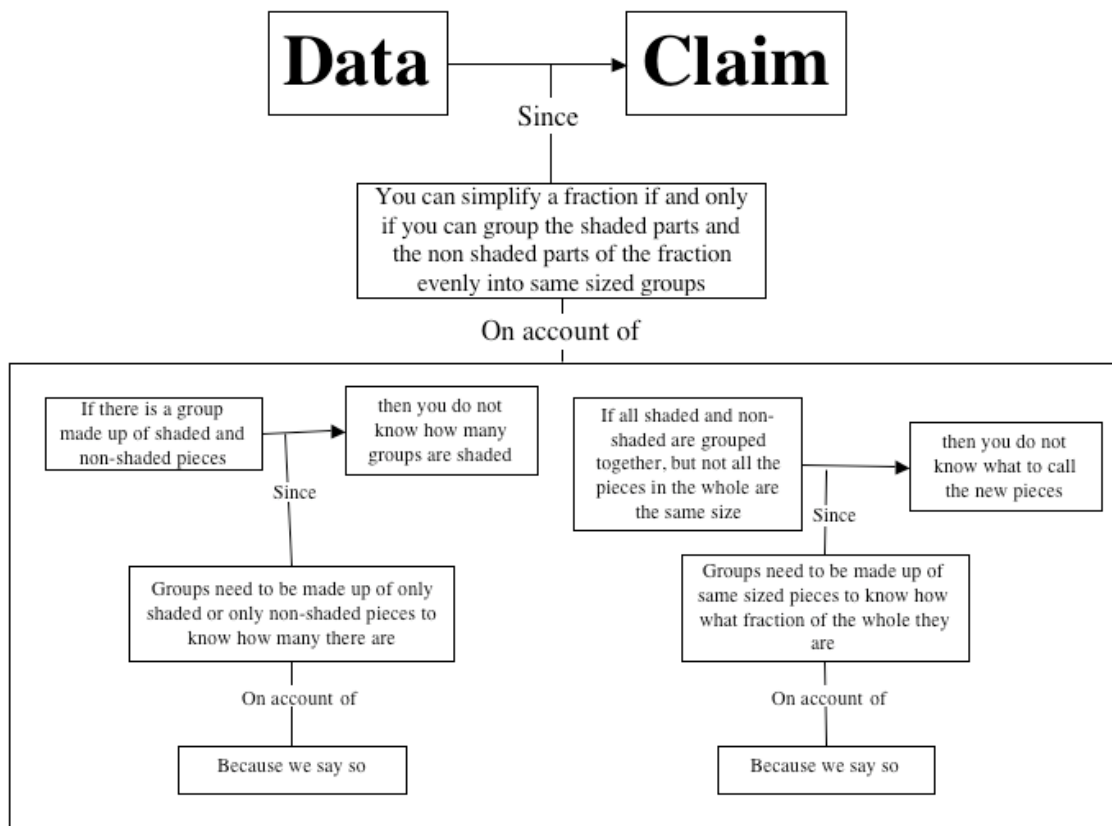 Data
Claim
Since
You can simplify a fraction if and only
if you can group the shaded parts and
the non shaded parts of the fraction
evenly into same sized groups
On account of
If there is a group
made up of shaded and
non-shaded pieces
then you do not
know how many
groups are shaded
Since
Groups need to be made up of only
shaded or only non-shaded pieces to
know how many there are
On account of
Because we say so
If all shaded and non-
shaded are grouped
together, but not all the
pieces in the whole are
the same size
then you do not
know what to call
the new pieces
Since
Groups need to be made up of
same sized pieces to know how
what fraction of the whole they
are
On account of
Because we say so